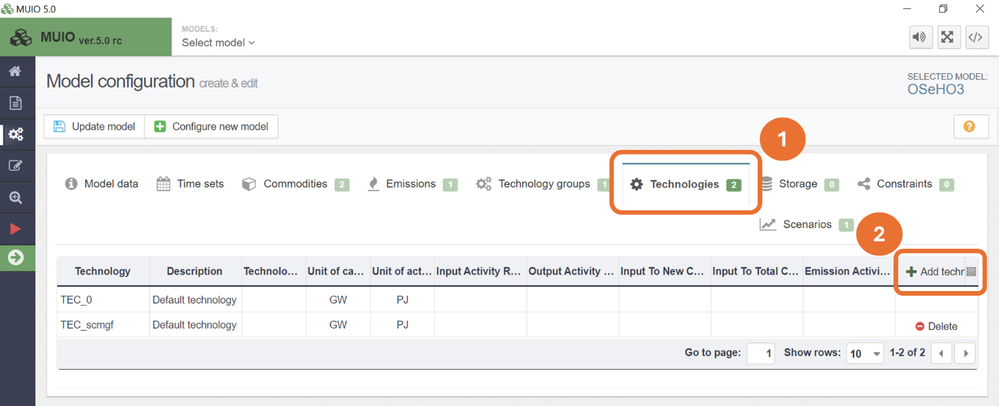 MUIO 5.0
MUIO ver.5.0 rc
MODELS:
Select model
Model configuration create & edit
SELECTED MODEL:
OSeHO3
Update model
Configure new model
1
Model data
Time sets
Commodities 2
Emissions 1
Technology groups 1
Technologies 2
Storage 0
Constraints 0
Scenarios 1
2
Technology Description Technolo... Unit of ca... Unit of act... Input Activity R... Output Activity ... Input To New C... Input To Total C... Emission Activi... Add techr
TEC_0 Default technology GW PJ
TEC_scmgf Default technology GW PJ Delete
Go to page: 1 Show rows: 10 1-2 of 2